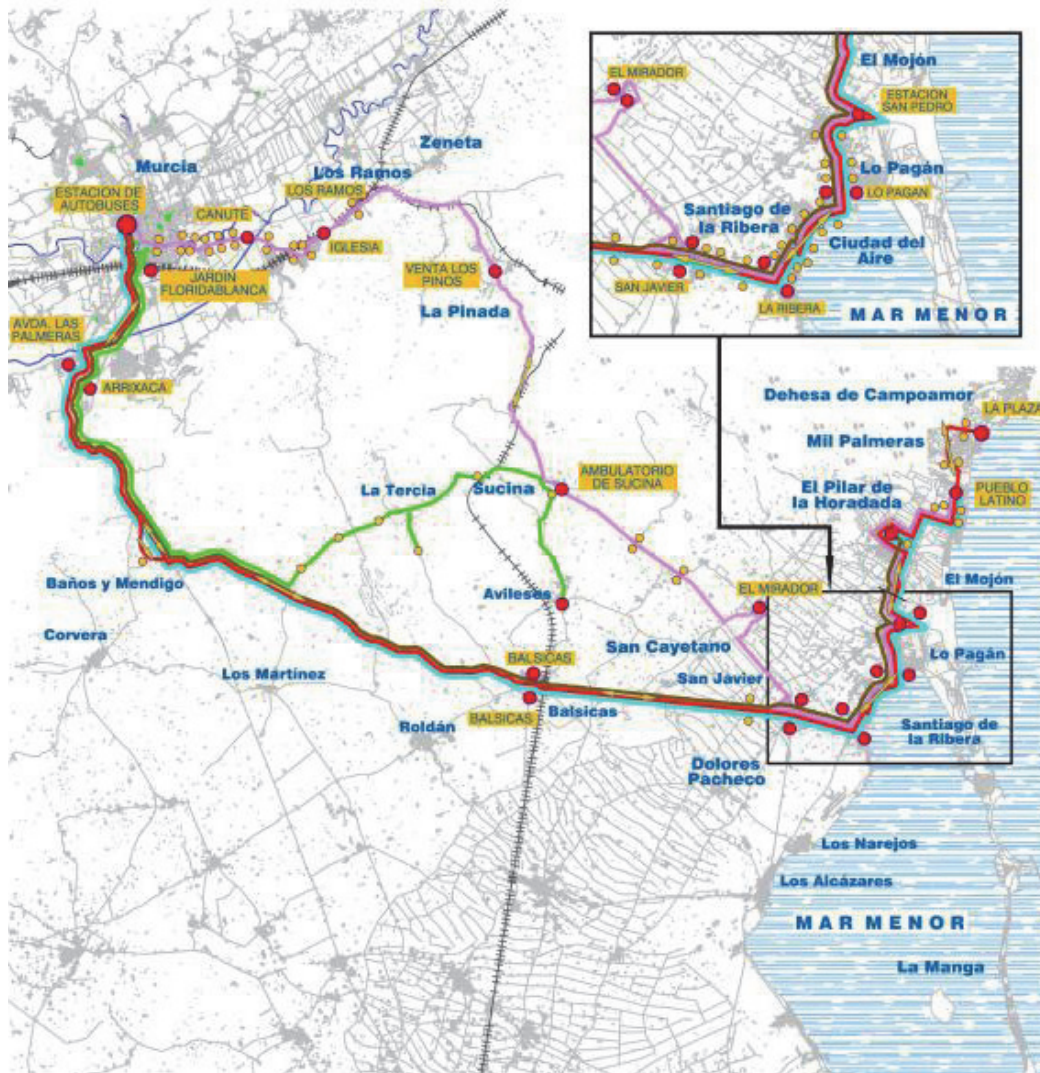 El Mojón
EL MIRADOR
ESTACION
SAN PEDRO
Zeneta
Murcia
Lo Pagán
Los Ramos
ESTACIÓN DE
AUTOBUSES
LOS RAMOS
LO PAGAN
CANUTE
Santiago de
la Ribera
IGLESIA
Ciudad del
Aire
JARDÍN
FLORIDABLANCA
VENTA LOS
PINOS
SAN JAVIER
LA RIBERA
La Pinada
MAR MENOR
AVDA. LAS
PALMERAS
ARRIXACA
Dehesa de Campoamor
LA PLAZA
Mil Palmeras
AMBULATORIO
DE SUCINA
La Tercia
Sucina
El Pilar de
la Horadada
PUEBLO
LATINO
Baños y Mendigo
El Mojón
Avileses
EL MIRADOR
Corvera
San Cayetano
Lo Pagán
BALSICAS
Los Martínez
San Javier
BALSICAS
Balsicas
Roldán
Santiago de
la Ribera
Dolores
Pacheco
Los Narejos
Los Alcázares
MAR MENOR
La Manga